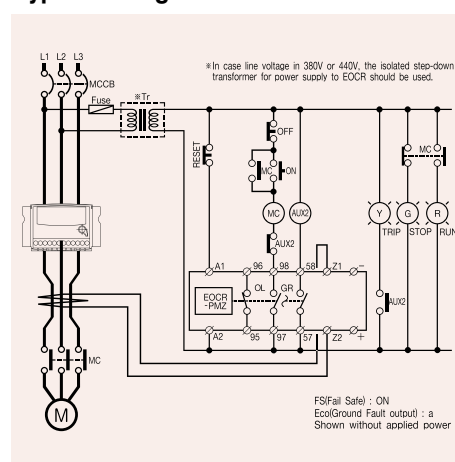 L1 L2 L3
※In case line voltage in 380V or 440V, the isolated step-down
transformer for power supply to EOCR should be used.
MCCB
Fuse
※Tr
OFF
RESET
MC
ON
MC
MC
AUX2
Y
G
R
TRIP
STOP
RUN
AUX2
A1
96
98
58
Z1
-
EOCR
-PMZ
OL
GR
AUX2
A2
95
97
57
Z2
+
MC
M
FS(Fail Safe) : ON
Eco(Ground Fault output) : a
Shown without applied power